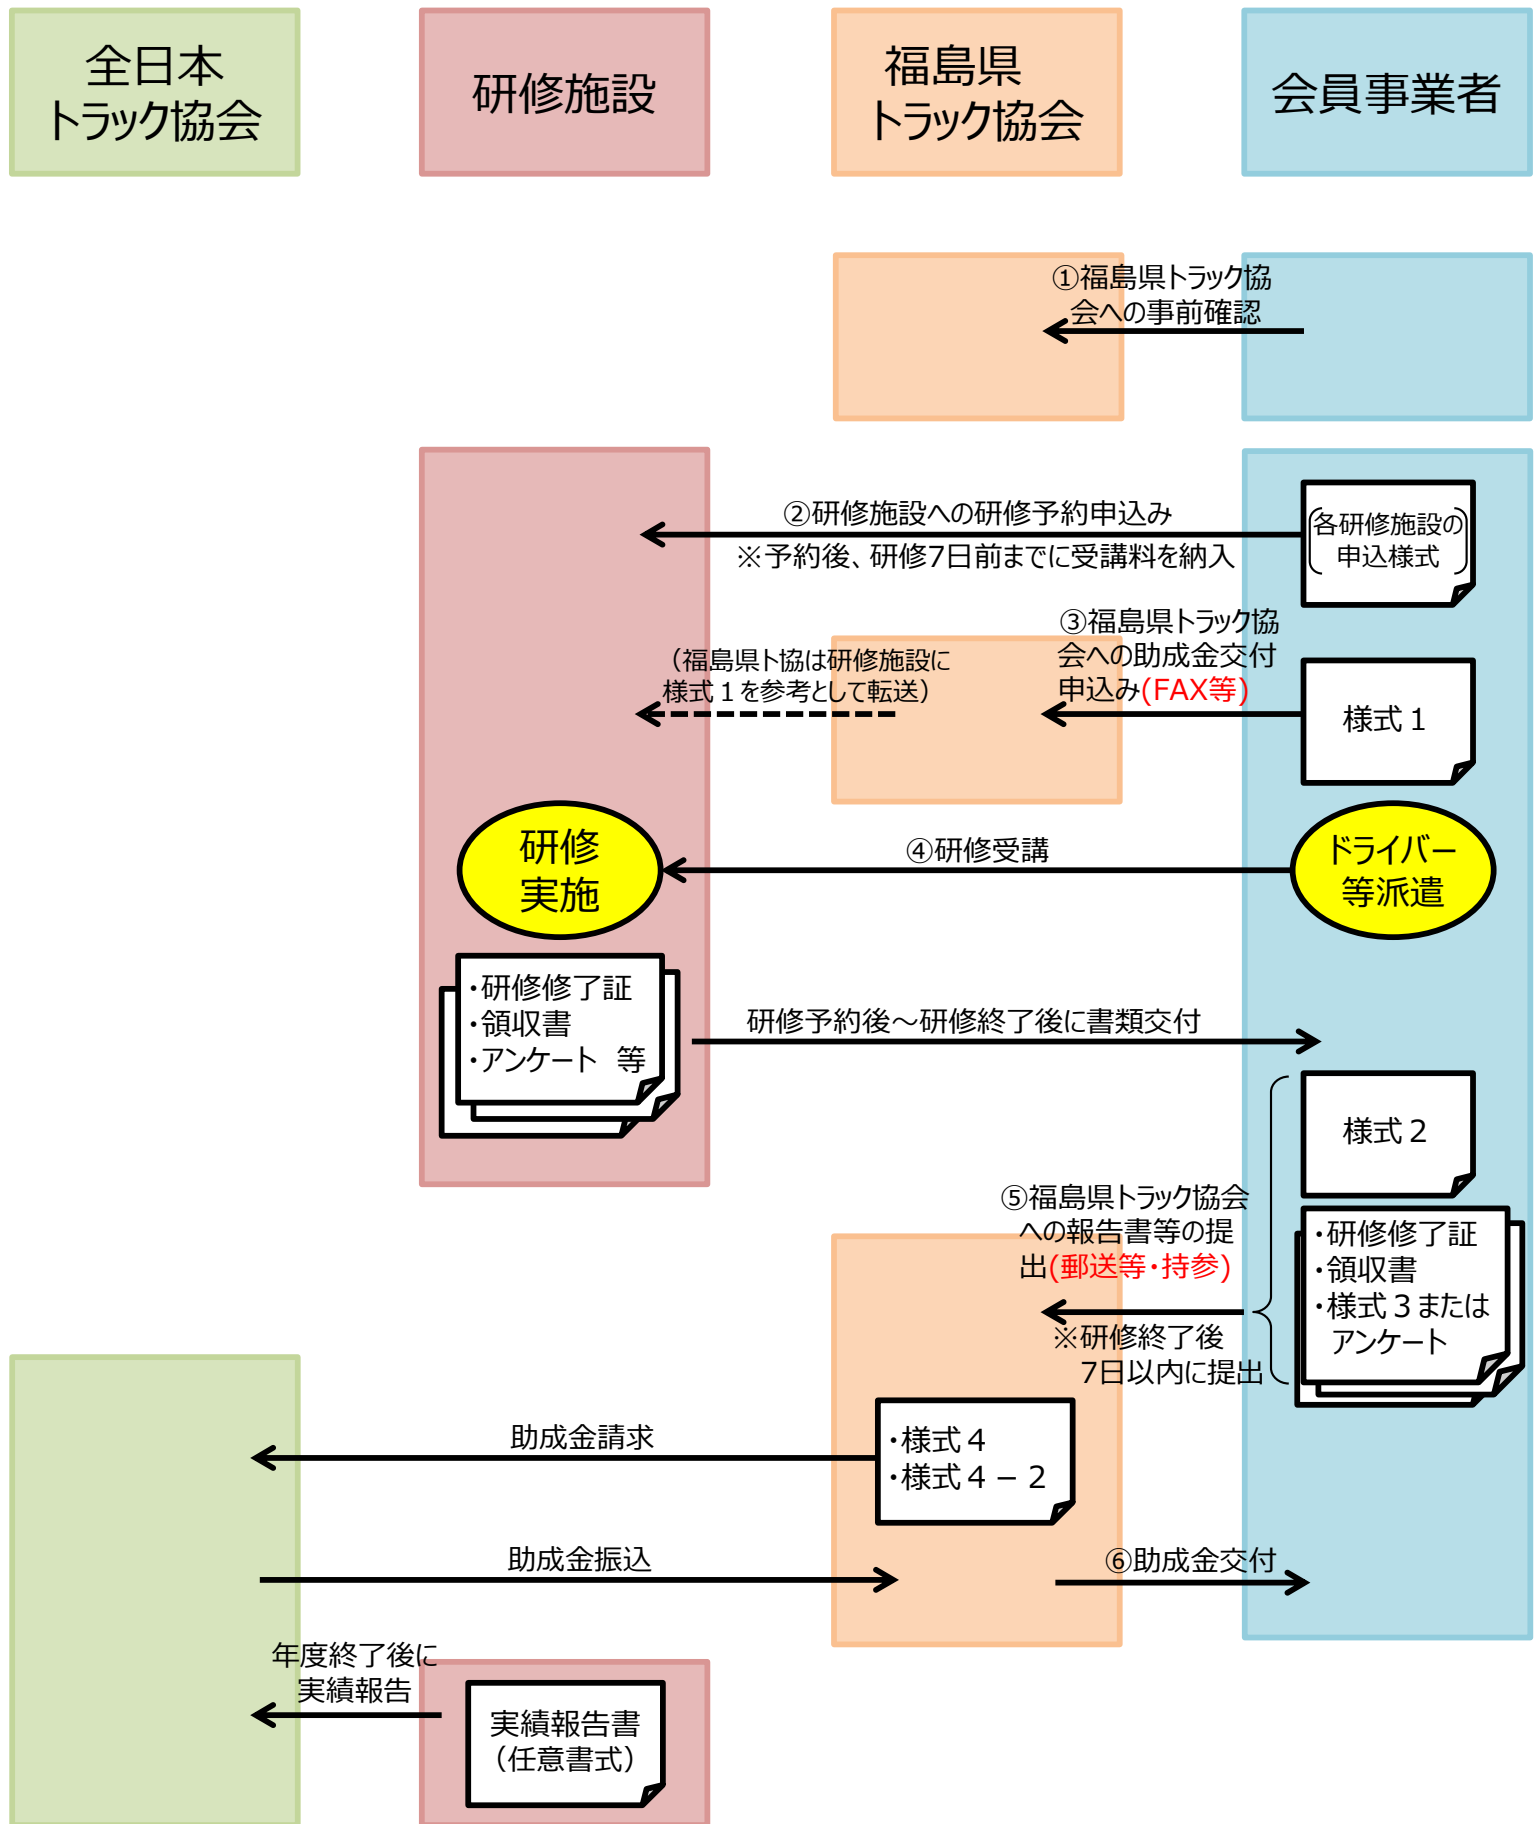 全日本
トラック協会
研修施設
福島県
トラック協会
会員事業者
①福島県トラック協
会への事前確認
②研修施設への研修予約申込み
※予約後、研修7日前までに受講料を納入
各研修施設の
申込様式
③福島県トラック協
会への助成金交付
申込み(FAX等)
(福島県ト協は研修施設に
様式1を参考として転送)
様式1
研修
実施
④研修受講
ドライバー
等派遣
・研修修了証
・領収書
・アンケート 等
研修予約後～研修終了後に書類交付
様式2
⑤福島県トラック協会
への報告書等の提
出(郵送等・持参)
※研修終了後
7日以内に提出
・研修修了証
・領収書
・様式3または
アンケート
助成金請求
・様式4
・様式4－2
助成金振込
⑥助成金交付
年度終了後に
実績報告
実績報告書
(任意書式)